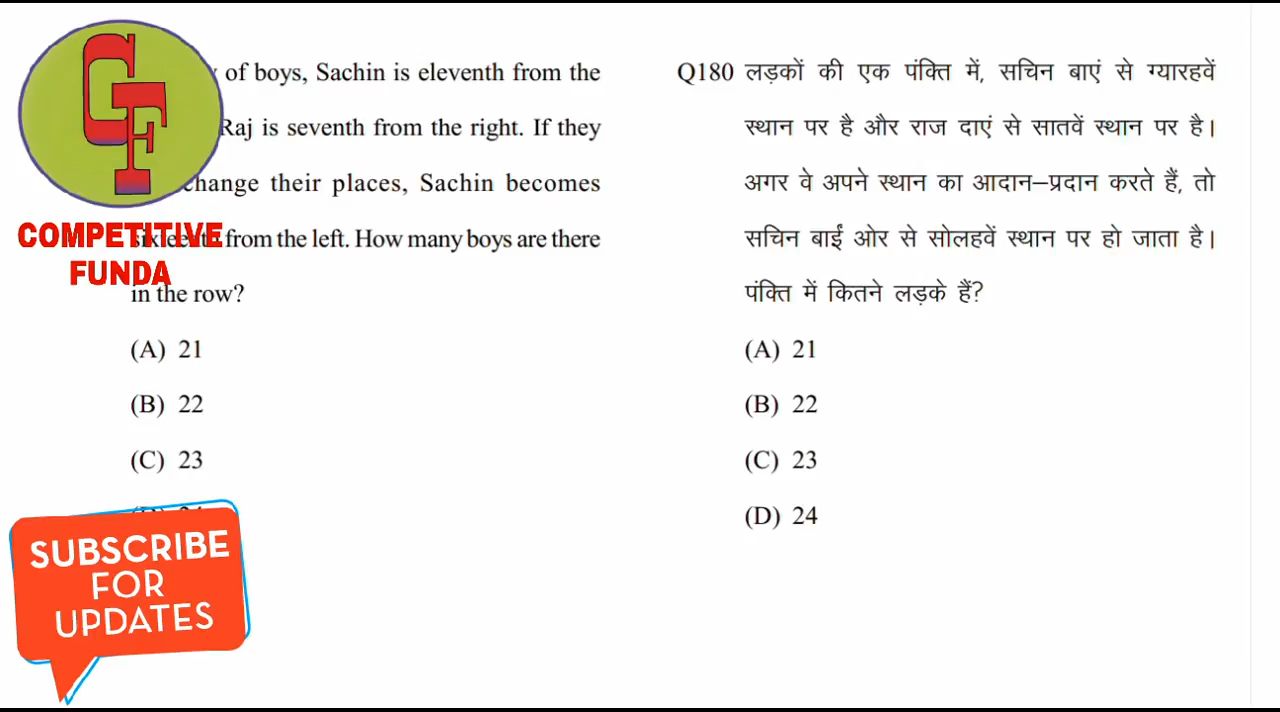 of boys, Sachin is eleventh from the
Raj is seventh from the right. If they
change their places, Sachin becomes
sixteenth from the left. How many boys are there
in the row?
(A) 21
(B) 22
(C) 23
Q180 लड़कों की एक पंक्ति में, सचिन बाएं से ग्यारहवें
स्थान पर है और राज दाएं से सातवें स्थान पर है।
अगर वे अपने स्थान का आदान–प्रदान करते हैं, तो
सचिन बाईं ओर से सोलहवें स्थान पर हो जाता है।
पंक्ति में कितने लड़के हैं?
(A) 21
(B) 22
(C) 23
(D) 24
COMPETITIVE
FUNDA
SUBSCRIBE
FOR
UPDATES